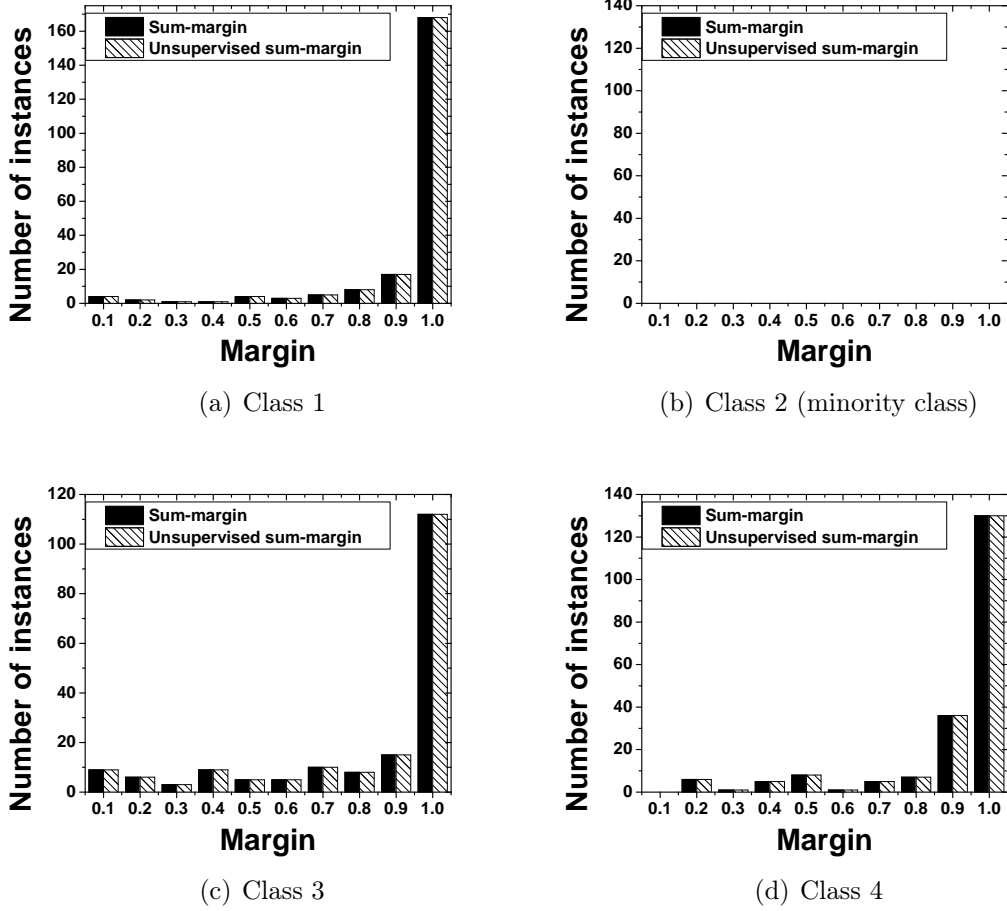 Number of instances
160
140
120
100
80
60
40
20
0
Sum-margin
Unsupervised sum-margin
0.1 0.2 0.3 0.4 0.5 0.6 0.7 0.8 0.9 1.0
Margin
(a) Class 1
Number of instances
140
120
100
80
60
40
20
0
Sum-margin
Unsupervised sum-margin
0.1 0.2 0.3 0.4 0.5 0.6 0.7 0.8 0.9 1.0
Margin
(b) Class 2 (minority class)
Number of instances
120
100
80
60
40
20
0
Sum-margin
Unsupervised sum-margin
0.1 0.2 0.3 0.4 0.5 0.6 0.7 0.8 0.9 1.0
Margin
(c) Class 3
Number of instances
140
120
100
80
60
40
20
0
Sum-margin
Unsupervised sum-margin
0.1 0.2 0.3 0.4 0.5 0.6 0.7 0.8 0.9 1.0
Margin
(d) Class 4